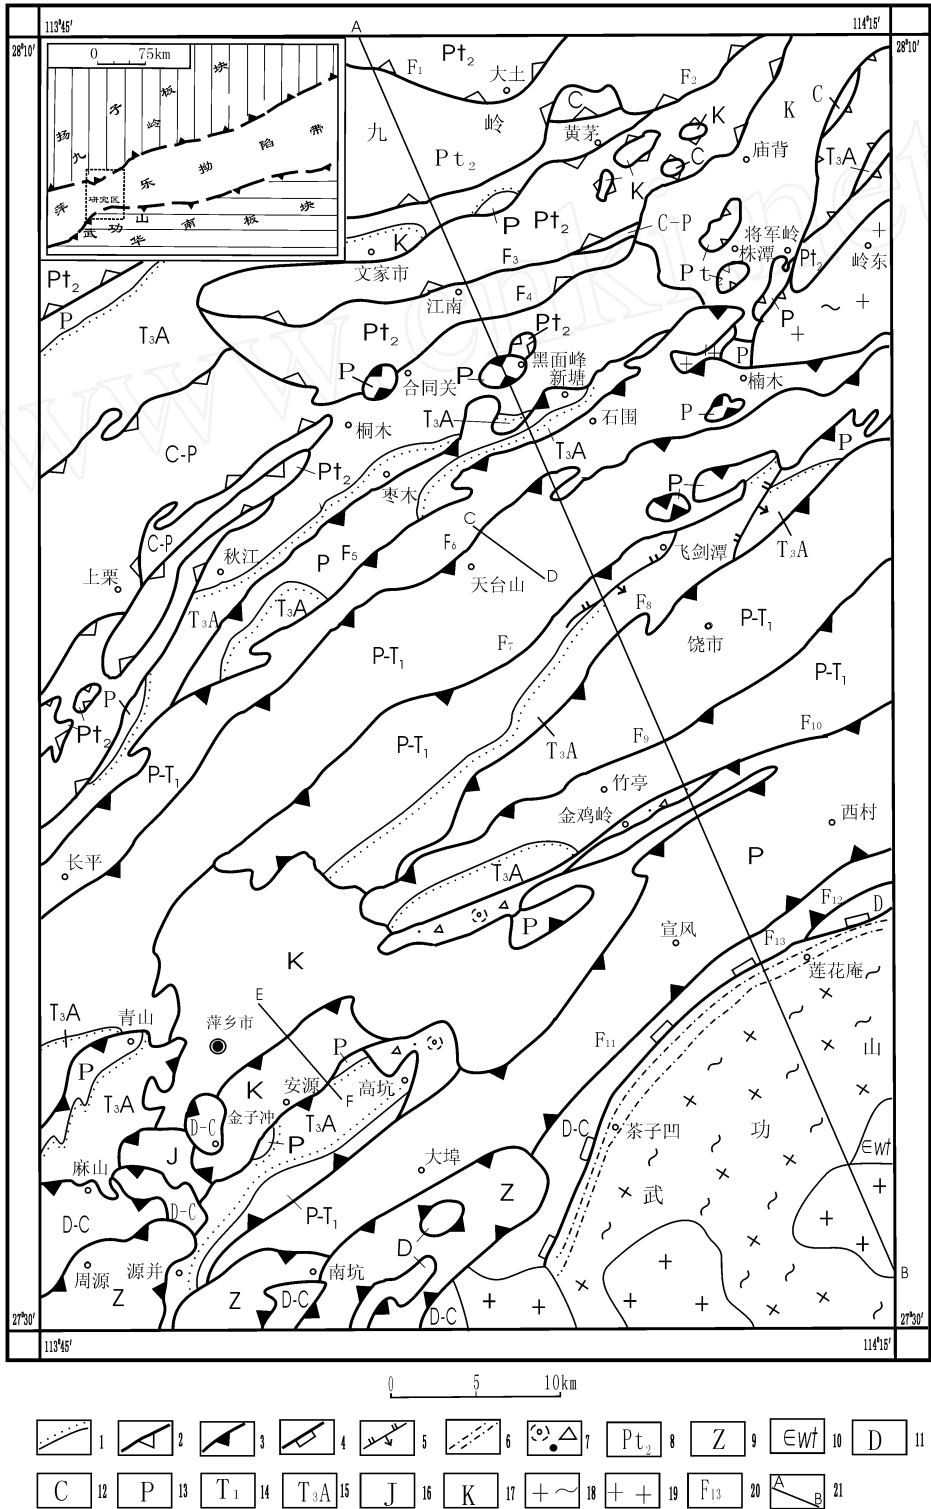 113°45′
A
114°15′
28°10′
28°10′
0 75km
扬 子 板 块
九 岭
萍 乐 拗 陷 带
研究区
武 功 山
华 南 板 块
Pt₂
F₁
大土
F₂
C
K
C
九 岭
黄茅
K
庙背
Pt₂
C
T₃A
K
P
Pt₂
C-P
将军岭
K
株潭
岭东
文家市
F₃
Pt
Pt₂
Pt₂
江南
F₄
P
P
T₃A
Pt₂
Pt₂
P
黑面峰
P
P
合同关
新塘
楠木
T₃A
石围
P
桐木
T₃A
P
C-P
Pt₂
枣木
P
C
C-P
F₅
F₆
飞剑潭
T₃A
秋江
P
上栗
天台山
D
T₃A
T₃A
F₈
饶市
P-T₁
P-T₁
F₇
P-T₁
P
Pt₂
P-T₁
T₃A
F₉
F₁₀
P-T₁
竹亭
金鸡岭
西村
长平
T₃A
P
F₁₂
D
P
宣风
F₁₃
K
莲花庵
E
T₃A
青山
萍乡市
F₁₁
山
P
P
K
安源
高坑
F
T₃A
D-C
金子冲
T₃A
D-C
茶子凹
功
J
P
∈wt
麻山
大埠
D-C
D-C
P-T₁
Z
武
D
周源
源并
南坑
B
Z
Z
D-C
D-C
27°30′
27°30′
113°45′
114°15′
0 5 10km
1 2 3 4 5 6 7 Pt₂ 8 Z 9 ∈wt 10 D 11
C 12 P 13 T₁ 14 T₃A 15 J 16 K 17 18 19 F₁₃ 20 A B 21
www.cnki.net